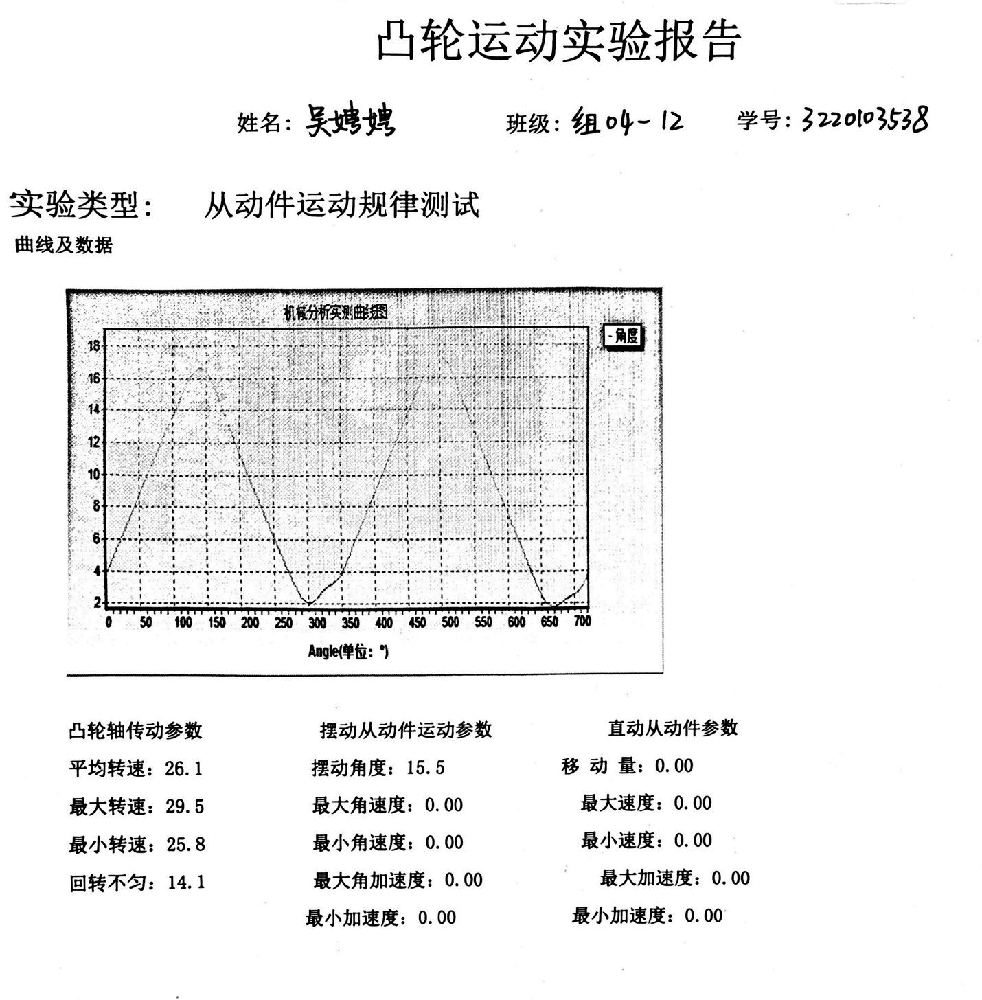 凸轮运动实验报告
姓名：吴娉娉 班级：组04-12 学号：3220103538
实验类型： 从动件运动规律测试
曲线及数据
机械分析实测曲线图
-角度
18
16
14
12
10
8
6
4
2
0 50 100 150 200 250 300 350 400 450 500 550 600 650 700
Angle(单位：°)
凸轮轴传动参数 摆动从动件运动参数 直动从动件参数
平均转速：26.1 摆动角度：15.5 移 动 量：0.00
最大转速：29.5 最大角速度：0.00 最大速度：0.00
最小转速：25.8 最小角速度：0.00 最小速度：0.00
回转不匀：14.1 最大角加速度：0.00 最大加速度：0.00
最小加速度：0.00 最小加速度：0.00